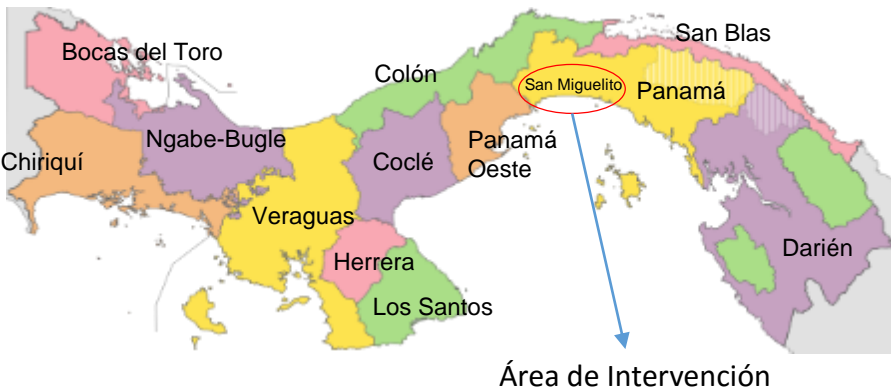 San Blas
Bocas del Toro
Colón
San Miguelito
Panamá
Ngabe-Bugle
Panamá
Oeste
Chiriquí
Coclé
Veraguas
Darién
Herrera
Los Santos
Área de Intervención